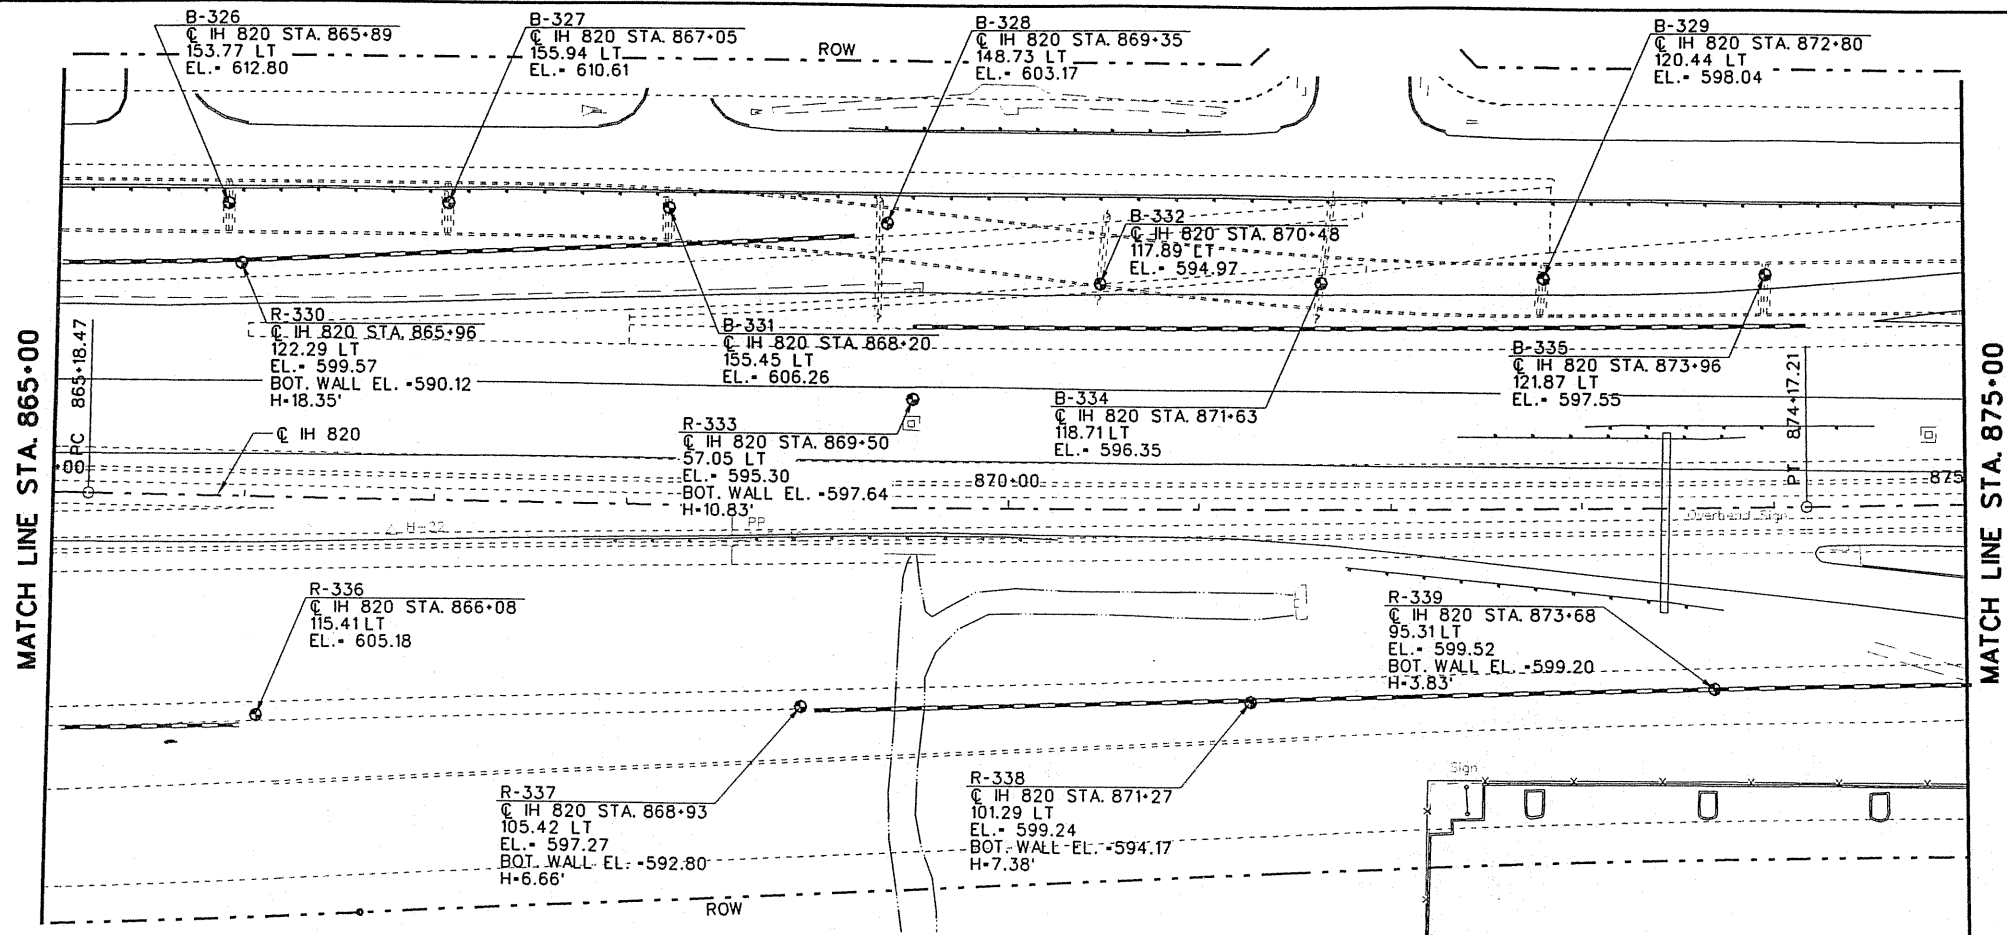 B-326
℄ IH 820 STA. 865+89
153.77 LT
EL.= 612.80
B-327
℄ IH 820 STA. 867+05
155.94 LT
EL.= 610.61
ROW
B-328
℄ IH 820 STA. 869+35
148.73 LT
EL.= 603.17
B-329
℄ IH 820 STA. 872+80
120.44 LT
EL.= 598.04
B-332
℄ IH 820 STA. 870+48
117.89 LT
EL.= 594.97
R-330
℄ IH 820 STA. 865+96
122.29 LT
EL.= 599.57
BOT. WALL EL. =590.12
H=18.35'
B-331
℄ IH 820 STA. 868+20
155.45 LT
EL.= 606.26
B-335
℄ IH 820 STA. 873+96
121.87 LT
EL.= 597.55
B-334
℄ IH 820 STA. 871+63
118.71 LT
EL.= 596.35
R-333
℄ IH 820 STA. 869+50
57.05 LT
EL.= 595.30
BOT. WALL EL. =597.64
H=10.83'
MATCH LINE STA. 865+00
PC 865+18.47
℄ IH 820
+00
870+00
PT 874+17.21
875
MATCH LINE STA. 875+00
H-22
PP
Overhead Sign
R-336
℄ IH 820 STA. 866+08
115.41 LT
EL.= 605.18
R-339
℄ IH 820 STA. 873+68
95.31 LT
EL.= 599.52
BOT. WALL EL. =599.20
H=3.83'
R-337
℄ IH 820 STA. 868+93
105.42 LT
EL.= 597.27
BOT. WALL EL. =592.80
H=6.66'
R-338
℄ IH 820 STA. 871+27
101.29 LT
EL.= 599.24
BOT. WALL EL. =594.17
H=7.38'
Sign
ROW